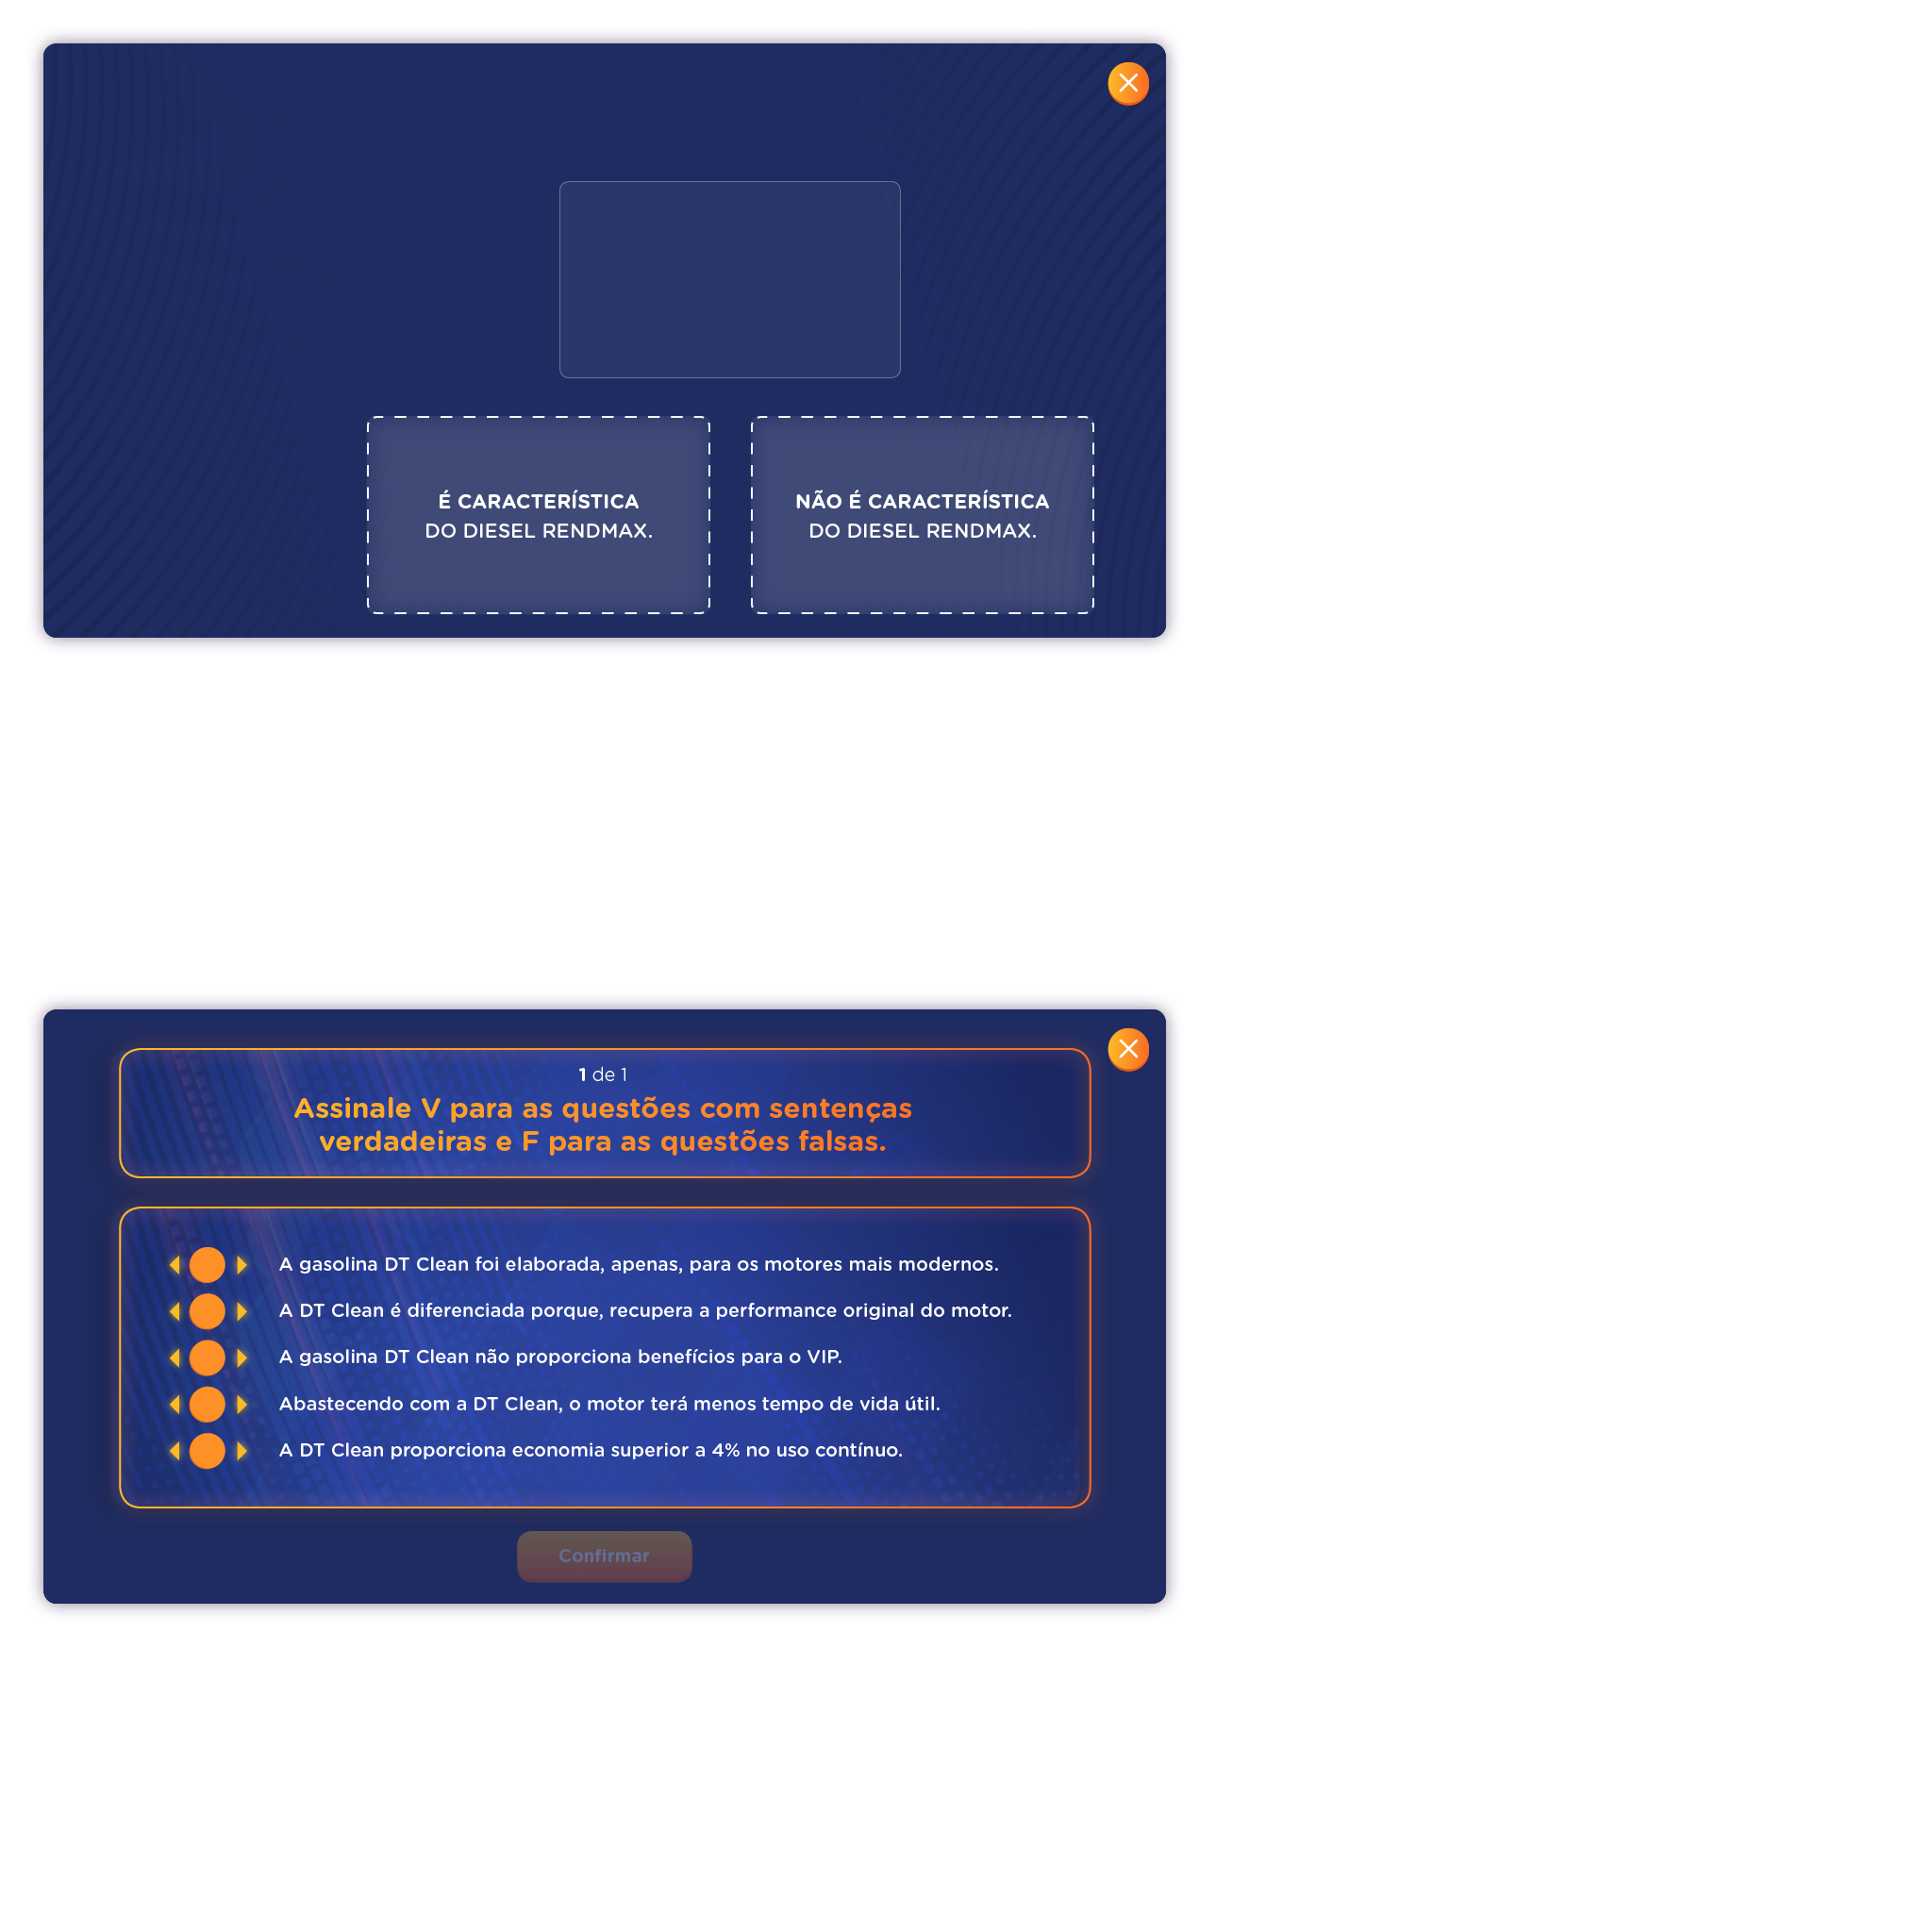 É CARACTERÍSTICA
DO DIESEL RENDMAX.
NÃO É CARACTERÍSTICA
DO DIESEL RENDMAX.
1 de 1
Assinale V para as questões com sentenças
verdadeiras e F para as questões falsas.
A gasolina DT Clean foi elaborada, apenas, para os motores mais modernos.
A DT Clean é diferenciada porque, recupera a performance original do motor.
A gasolina DT Clean não proporciona benefícios para o VIP.
Abastecendo com a DT Clean, o motor terá menos tempo de vida útil.
A DT Clean proporciona economia superior a 4% no uso contínuo.
Confirmar